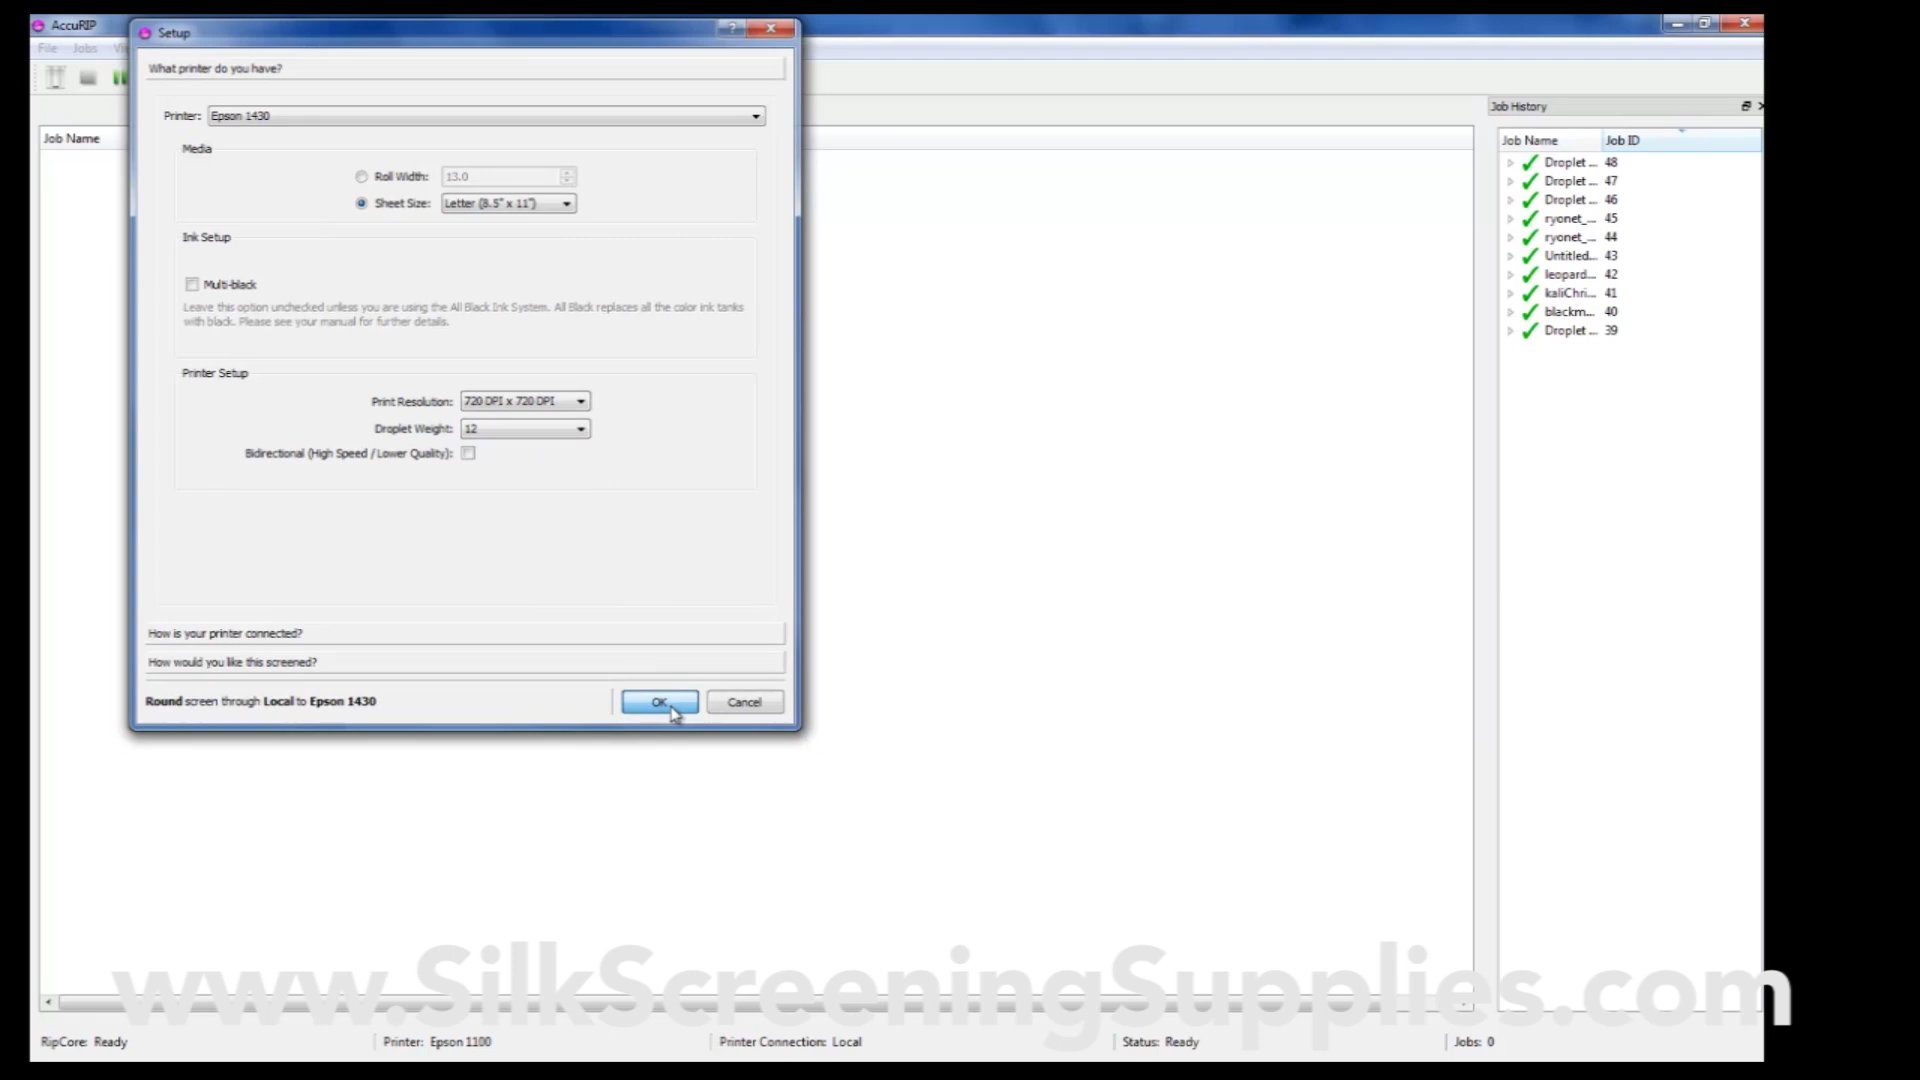 AccuRIP
Setup
File Jobs Vi
What printer do you have?
Printer: Epson 1430
Job History
Job Name
Media
Job Name Job ID
Roll Width: 13.0
Sheet Size: Letter (8.5" x 11")
Droplet ... 48
Droplet ... 47
Droplet ... 46
ryonet_... 45
ryonet_... 44
Untitled... 43
leopard... 42
kaliChri... 41
blackm... 40
Droplet ... 39
Ink Setup
Multi-black
Leave this option unchecked unless you are using the All Black Ink System. All Black replaces all the color ink tanks
with black. Please see your manual for further details.
Printer Setup
Print Resolution: 720 DPI x 720 DPI
Droplet Weight: 12
Bidirectional (High Speed / Lower Quality):
How is your printer connected?
How would you like this screened?
Round screen through Local to Epson 1430
OK Cancel
www.SilkScreeningSupplies.com
RipCore: Ready Printer: Epson 1100 Printer Connection: Local Status: Ready Jobs: 0